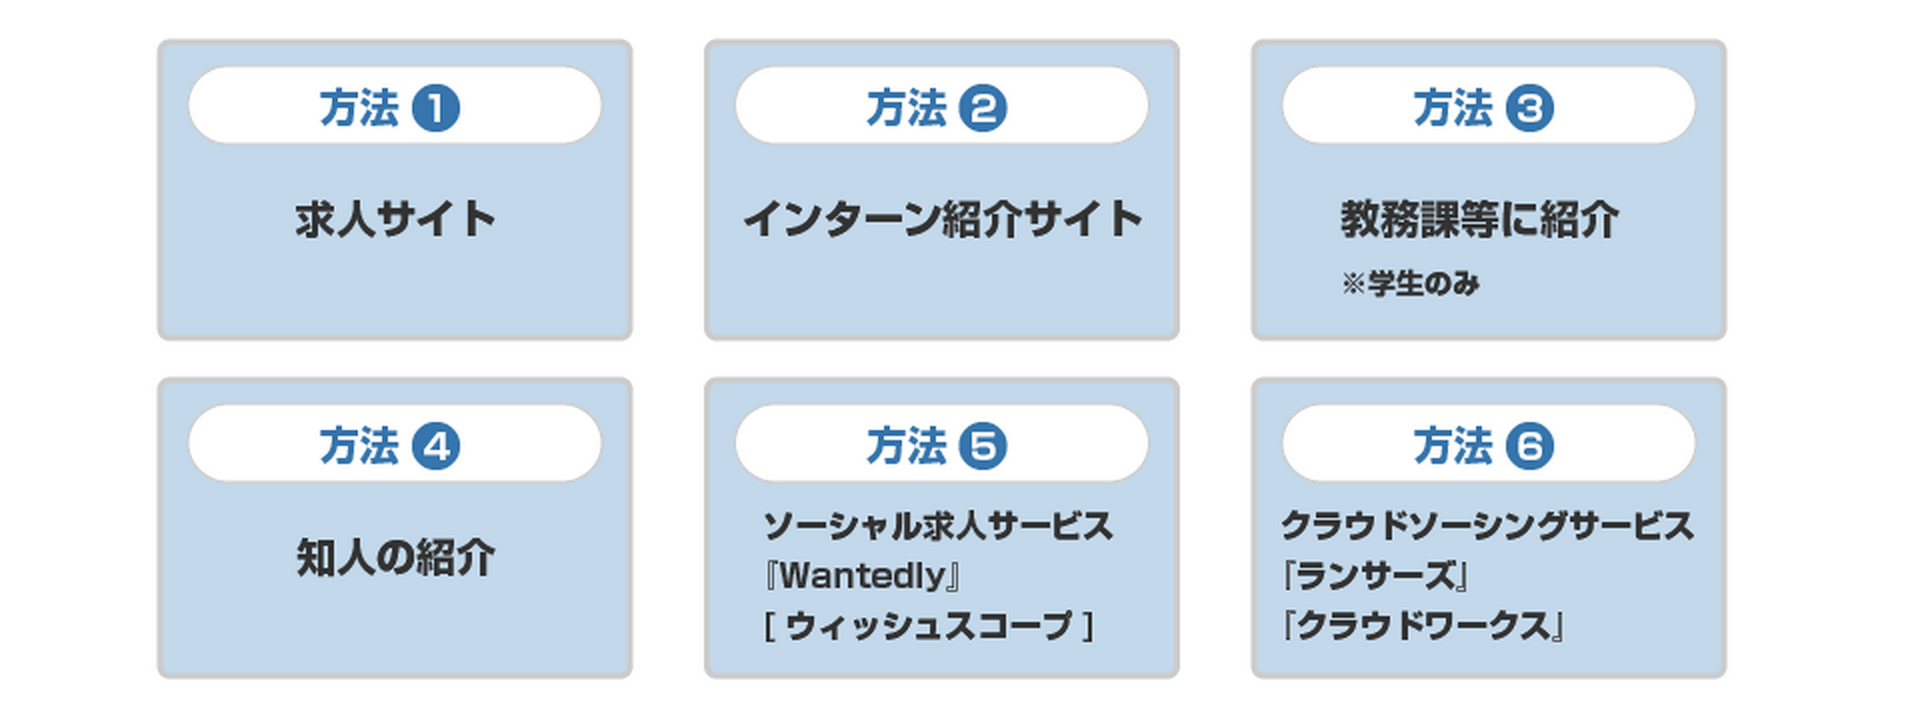 方法 ❶
求人サイト
方法 ❷
インターン紹介サイト
方法 ❸
教務課等に紹介
※学生のみ
方法 ❹
知人の紹介
方法 ❺
ソーシャル求人サービス
『Wantedly』
[ ウィッシュスコープ ]
方法 ❻
クラウドソーシングサービス
『ランサーズ』
『クラウドワークス』